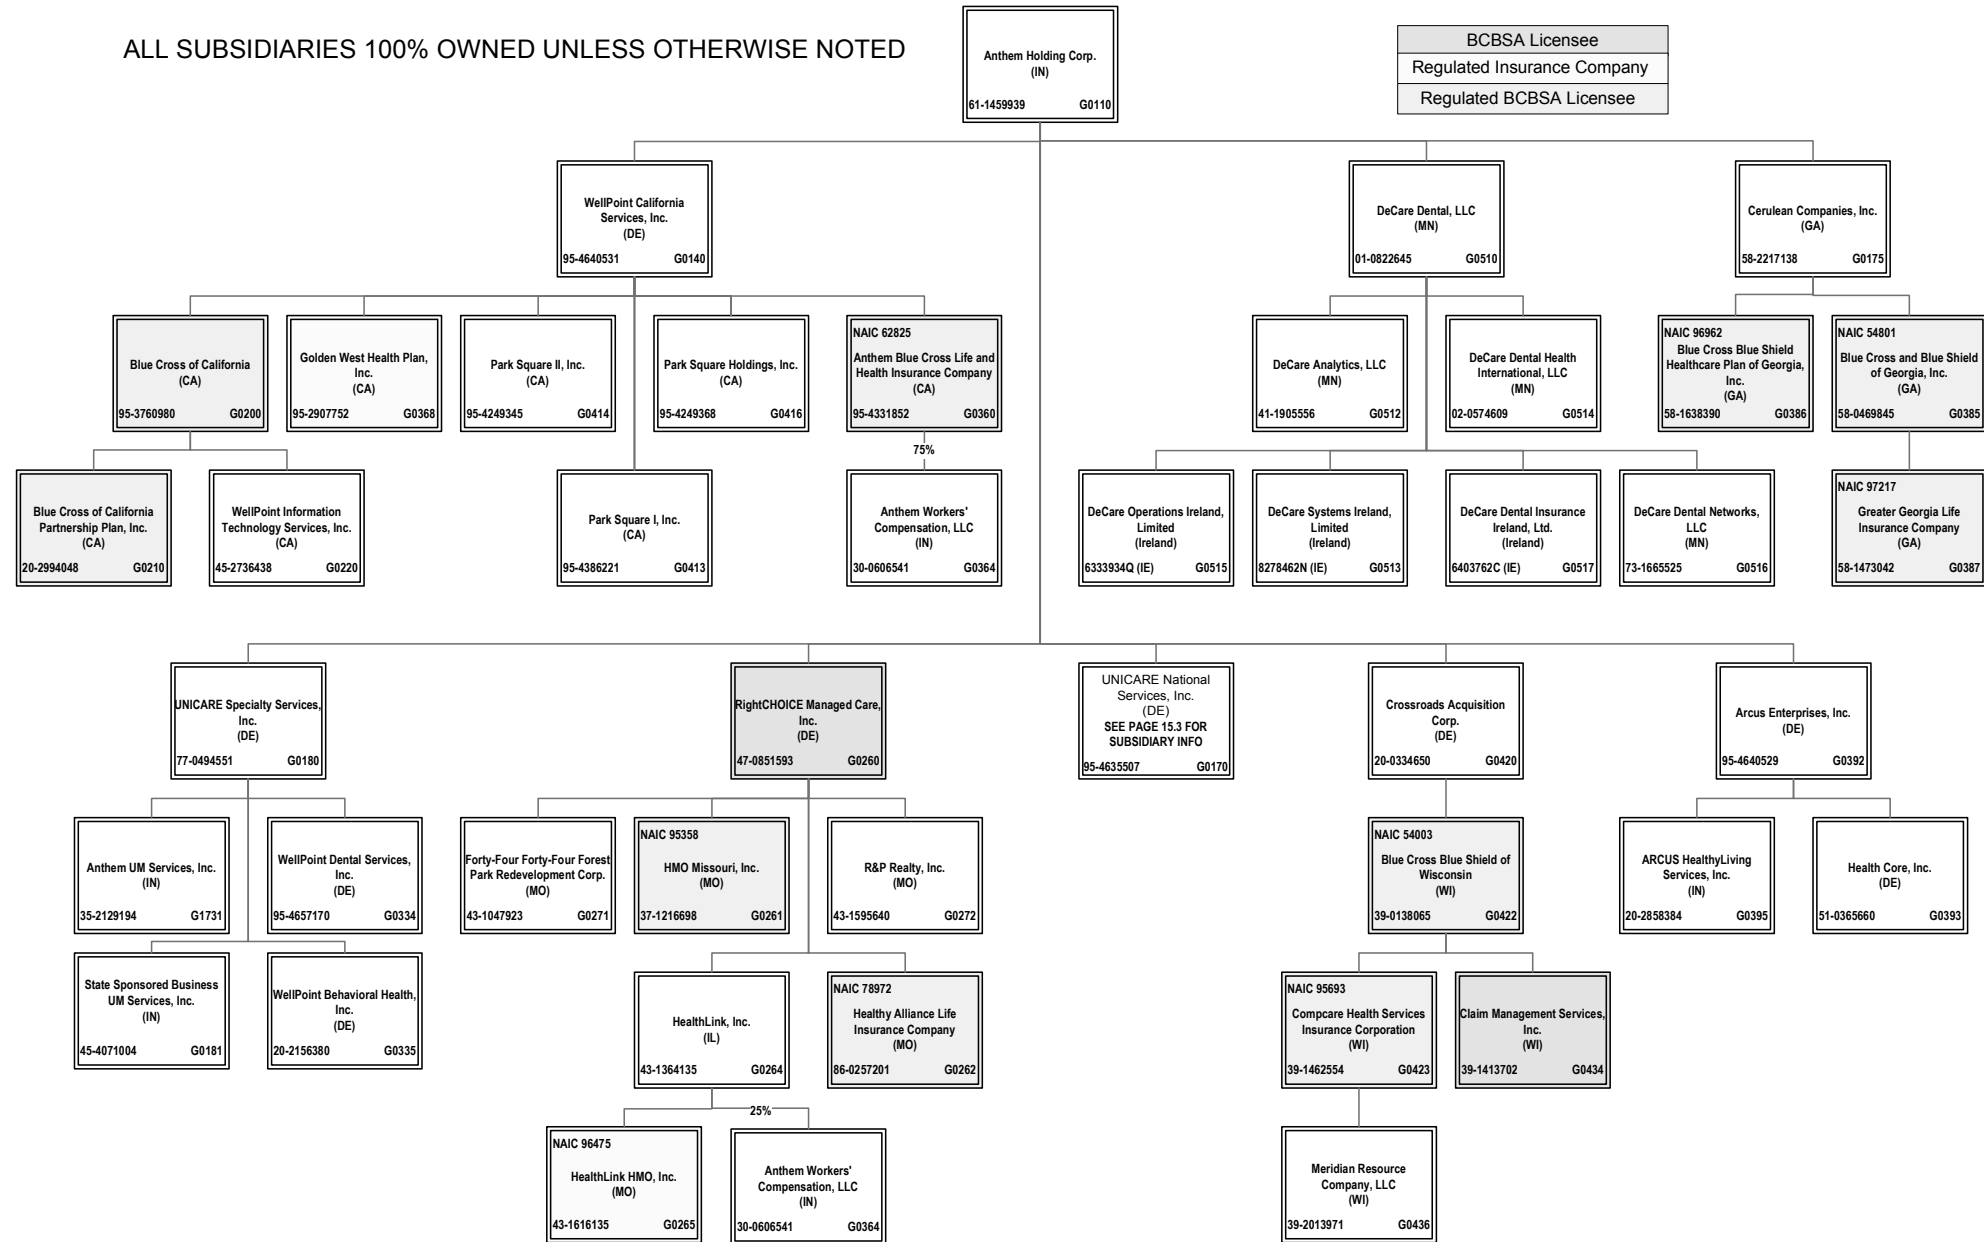 ALL SUBSIDIARIES 100% OWNED UNLESS OTHERWISE NOTED
Anthem Holding Corp.
(IN)
61-1459939 G0110
BCBSA Licensee
Regulated Insurance Company
Regulated BCBSA Licensee
WellPoint California
Services, Inc.
(DE)
95-4640531 G0140
DeCare Dental, LLC
(MN)
01-0822645 G0510
Cerulean Companies, Inc.
(GA)
58-2217138 G0175
Blue Cross of California
(CA)
95-3760980 G0200
Golden West Health Plan,
Inc.
(CA)
95-2907752 G0368
Park Square II, Inc.
(CA)
95-4249345 G0414
Park Square Holdings, Inc.
(CA)
95-4249368 G0416
NAIC 62825
Anthem Blue Cross Life and
Health Insurance Company
(CA)
95-4331852 G0360
DeCare Analytics, LLC
(MN)
41-1905556 G0512
DeCare Dental Health
International, LLC
(MN)
02-0574609 G0514
NAIC 96962
Blue Cross Blue Shield
Healthcare Plan of Georgia,
Inc.
(GA)
58-1638390 G0386
NAIC 54801
Blue Cross and Blue Shield
of Georgia, Inc.
(GA)
58-0469845 G0385
75%
Blue Cross of California
Partnership Plan, Inc.
(CA)
20-2994048 G0210
WellPoint Information
Technology Services, Inc.
(CA)
45-2736438 G0220
Park Square I, Inc.
(CA)
95-4386221 G0413
Anthem Workers'
Compensation, LLC
(IN)
30-0606541 G0364
DeCare Operations Ireland,
Limited
(Ireland)
6333934Q (IE) G0515
DeCare Systems Ireland,
Limited
(Ireland)
8278462N (IE) G0513
DeCare Dental Insurance
Ireland, Ltd.
(Ireland)
6403762C (IE) G0517
DeCare Dental Networks,
LLC
(MN)
73-1665525 G0516
NAIC 97217
Greater Georgia Life
Insurance Company
(GA)
58-1473042 G0387
UNICARE Specialty Services,
Inc.
(DE)
77-0494551 G0180
RightCHOICE Managed Care,
Inc.
(DE)
47-0851593 G0260
UNICARE National
Services, Inc.
(DE)
SEE PAGE 15.3 FOR
SUBSIDIARY INFO
95-4635507 G0170
Crossroads Acquisition
Corp.
(DE)
20-0334650 G0420
Arcus Enterprises, Inc.
(DE)
95-4640529 G0392
Anthem UM Services, Inc.
(IN)
35-2129194 G1731
WellPoint Dental Services,
Inc.
(DE)
95-4657170 G0334
Forty-Four Forty-Four Forest
Park Redevelopment Corp.
(MO)
43-1047923 G0271
NAIC 95358
HMO Missouri, Inc.
(MO)
37-1216698 G0261
R&P Realty, Inc.
(MO)
43-1595640 G0272
NAIC 54003
Blue Cross Blue Shield of
Wisconsin
(WI)
39-0138065 G0422
ARCUS HealthyLiving
Services, Inc.
(IN)
20-2858384 G0395
Health Core, Inc.
(DE)
51-0365660 G0393
State Sponsored Business
UM Services, Inc.
(IN)
45-4071004 G0181
WellPoint Behavioral Health,
Inc.
(DE)
20-2156380 G0335
HealthLink, Inc.
(IL)
43-1364135 G0264
NAIC 78972
Healthy Alliance Life
Insurance Company
(MO)
86-0257201 G0262
NAIC 95693
Compcare Health Services
Insurance Corporation
(WI)
39-1462554 G0423
Claim Management Services,
Inc.
(WI)
39-1413702 G0434
25%
NAIC 96475
HealthLink HMO, Inc.
(MO)
43-1616135 G0265
Anthem Workers'
Compensation, LLC
(IN)
30-0606541 G0364
Meridian Resource
Company, LLC
(WI)
39-2013971 G0436